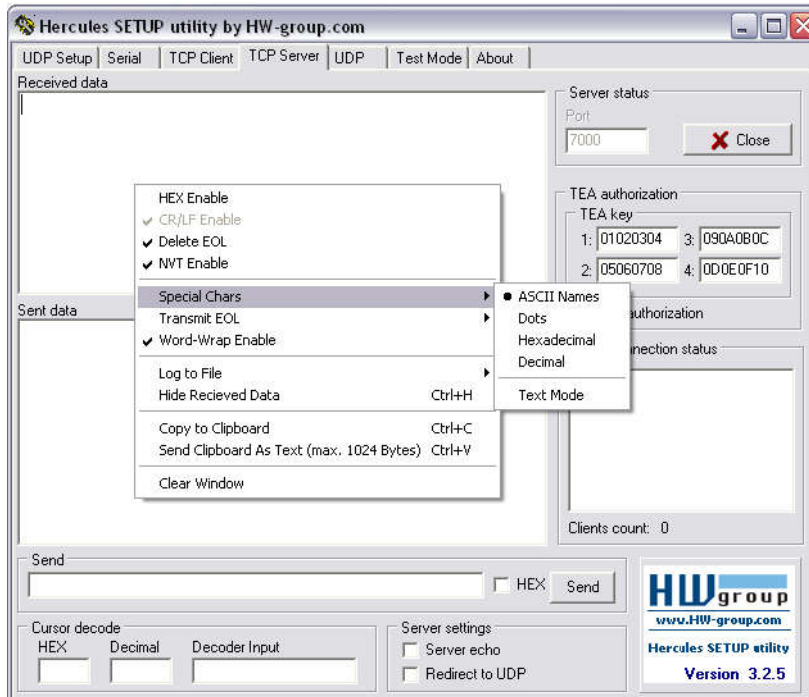 Hercules SETUP utility by HW-group.com
UDP Setup Serial TCP Client TCP Server UDP Test Mode About
Received data
Server status
Port
7000
Close
TEA authorization
TEA key
1: 01020304 3: 090A0B0C
2: 05060708 4: 0D0E0F10
uthorization
HEX Enable
CR/LF Enable
Delete EOL
NVT Enable
Special Chars
Transmit EOL
Word-Wrap Enable
Log to File
Hide Recieved Data Ctrl+H
Copy to Clipboard Ctrl+C
Send Clipboard As Text (max. 1024 Bytes) Ctrl+V
Clear Window
ASCII Names
Dots
Hexadecimal
Decimal
Text Mode
Sent data
nection status
Clients count: 0
Send
HEX
Send
Cursor decode
HEX Decimal Decoder Input
Server settings
Server echo
Redirect to UDP
HW group
www.HW-group.com
Hercules SETUP utility
Version 3.2.5